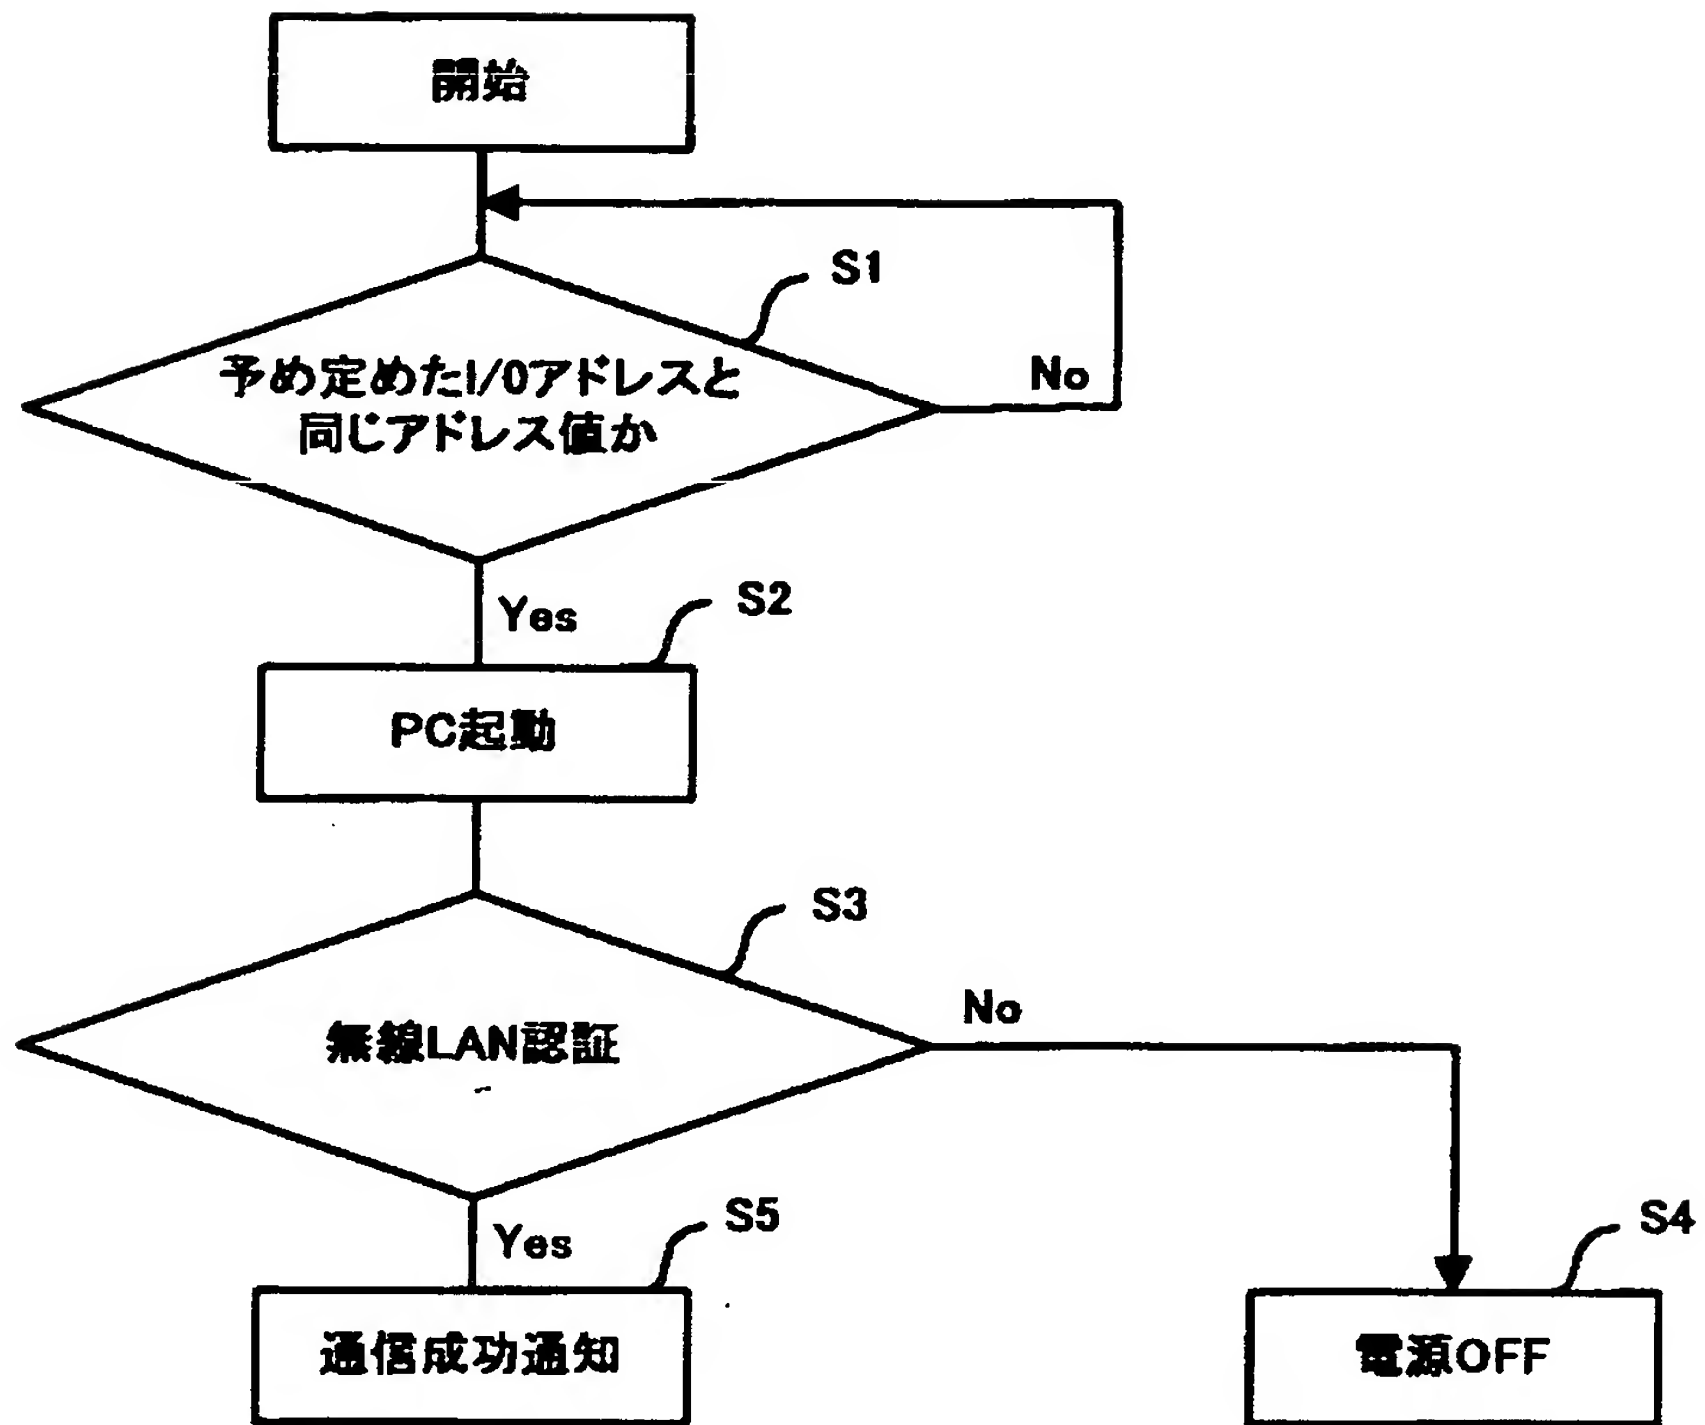 開始
S1
予め定めたI/Oアドレスと
同じアドレス値か
No
Yes
S2
PC起動
S3
無線LAN認証
No
Yes
S5
通信成功通知
S4
電源OFF